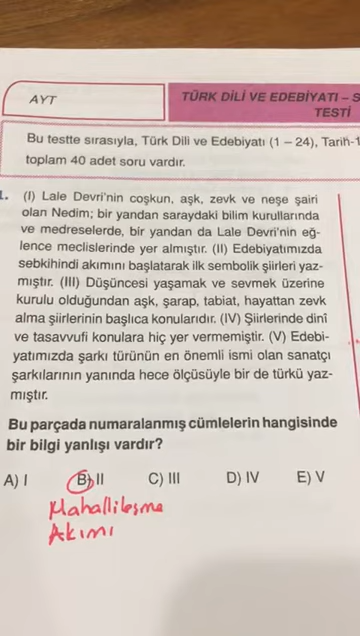 AYT
TÜRK DİLİ VE EDEBİYATI – S
TESTİ
Bu testte sırasıyla, Türk Dili ve Edebiyatı (1 – 24), Tarih-1
toplam 40 adet soru vardır.
1. (I) Lale Devri'nin coşkun, aşk, zevk ve neşe şairi
olan Nedim; bir yandan saraydaki bilim kurullarında
ve medreselerde, bir yandan da Lale Devri'nin eğ-
lence meclislerinde yer almıştır. (II) Edebiyatımızda
sebkihindi akımını başlatarak ilk sembolik şiirleri yaz-
mıştır. (III) Düşüncesi yaşamak ve sevmek üzerine
kurulu olduğundan aşk, şarap, tabiat, hayattan zevk
alma şiirlerinin başlıca konularıdır. (IV) Şiirlerinde dinî
ve tasavvufi konulara hiç yer vermemiştir. (V) Edebi-
yatımızda şarkı türünün en önemli ismi olan sanatçı
şarkılarının yanında hece ölçüsüyle bir de türkü yaz-
mıştır.
Bu parçada numaralanmış cümlelerin hangisinde
bir bilgi yanlışı vardır?
A) I B) II C) III D) IV E) V
Mahallileşme
Akımı